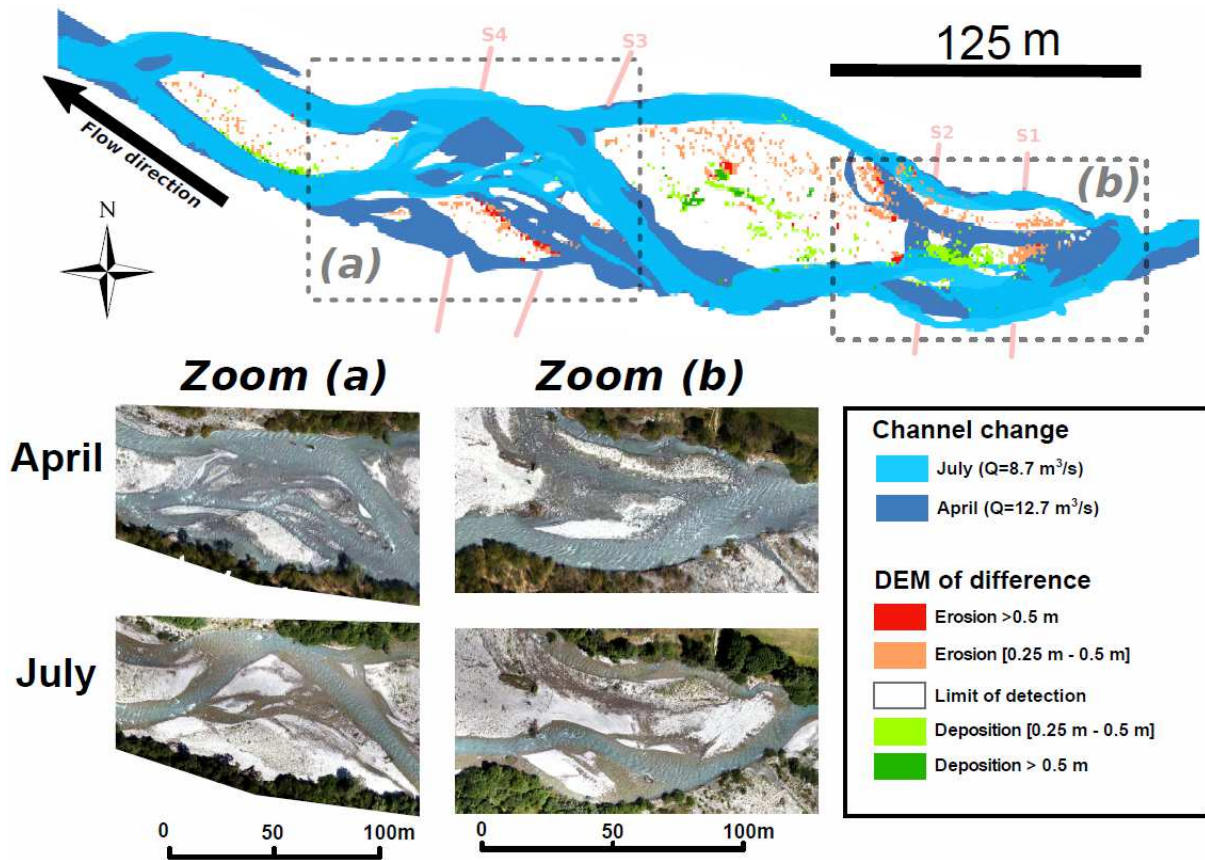 S4
S3
125 m
S2
S1
Flow direction
(b)
N
(a)
Zoom (a)
Zoom (b)
April
July
0 50 100m
0 50 100m
Channel change
July (Q=8.7 m³/s)
April (Q=12.7 m³/s)
DEM of difference
Erosion >0.5 m
Erosion [0.25 m - 0.5 m]
Limit of detection
Deposition [0.25 m - 0.5 m]
Deposition > 0.5 m